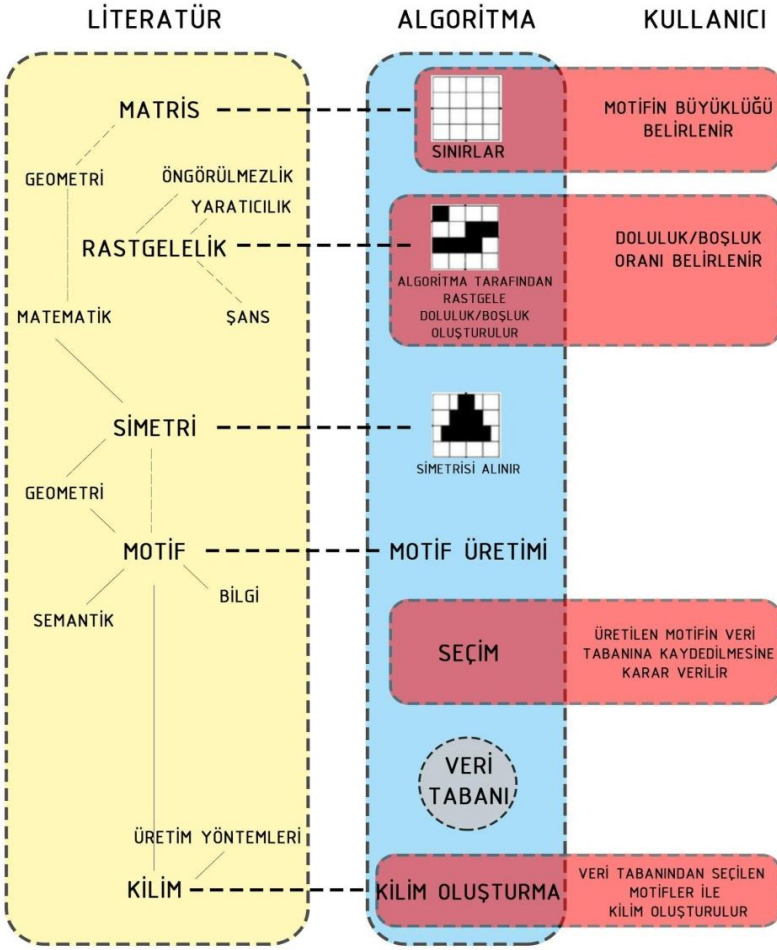 LİTERATÜR
ALGORİTMA
KULLANICI
MATRİS
GEOMETRİ
ÖNGÖRÜLMEZLİK
YARATICILIK
RASTGELELİK
MATEMATİK
ŞANS
SİMETRİ
GEOMETRİ
MOTİF
SEMANTİK
BİLGİ
ÜRETİM YÖNTEMLERİ
KİLİM
SINIRLAR
ALGORİTMA TARAFINDAN
RASTGELE
DOLULUK/BOŞLUK
OLUŞTURULUR
SİMETRİSİ ALINIR
MOTİF ÜRETİMİ
SEÇİM
VERİ
TABANI
KİLİM OLUŞTURMA
MOTİFİN BÜYÜKLÜĞÜ
BELİRLENİR
DOLULUK/BOŞLUK
ORANI BELİRLENİR
ÜRETİLEN MOTİFİN VERİ
TABANINA KAYDEDİLMESİNE
KARAR VERİLİR
VERİ TABANINDAN SEÇİLEN
MOTİFLER İLE
KİLİM OLUŞTURULUR